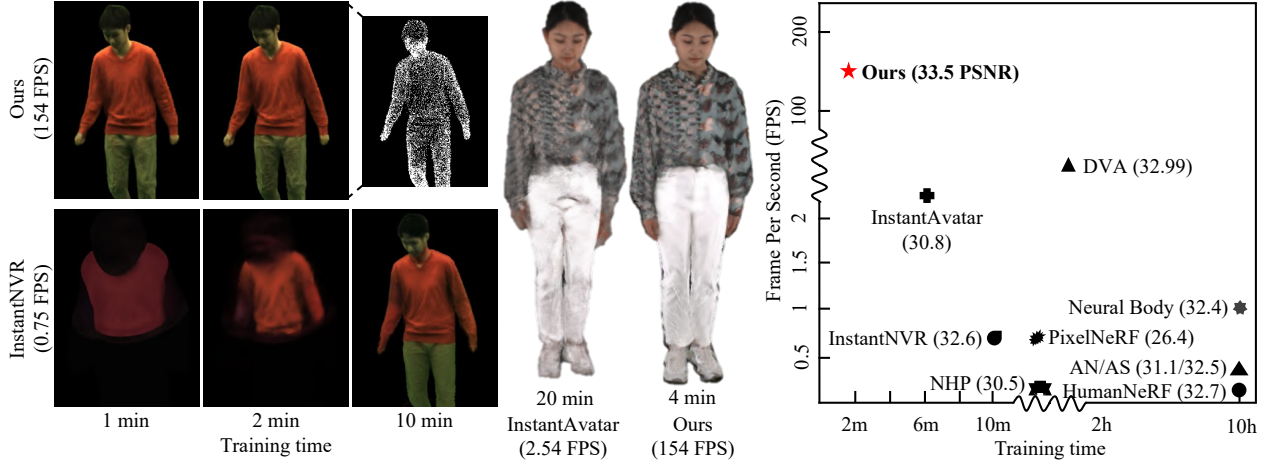 Ours
(154 FPS)
InstantNVR
(0.75 FPS)
1 min
2 min
10 min
Training time
20 min
InstantAvatar
(2.54 FPS)
4 min
Ours
(154 FPS)
Frame Per Second (FPS)
200
100
2
1.5
1
0.5
Ours (33.5 PSNR)
DVA (32.99)
InstantAvatar
(30.8)
Neural Body (32.4)
InstantNVR (32.6)
PixelNeRF (26.4)
AN/AS (31.1/32.5)
NHP (30.5)
HumanNeRF (32.7)
2m
6m
10m
2h
10h
Training time